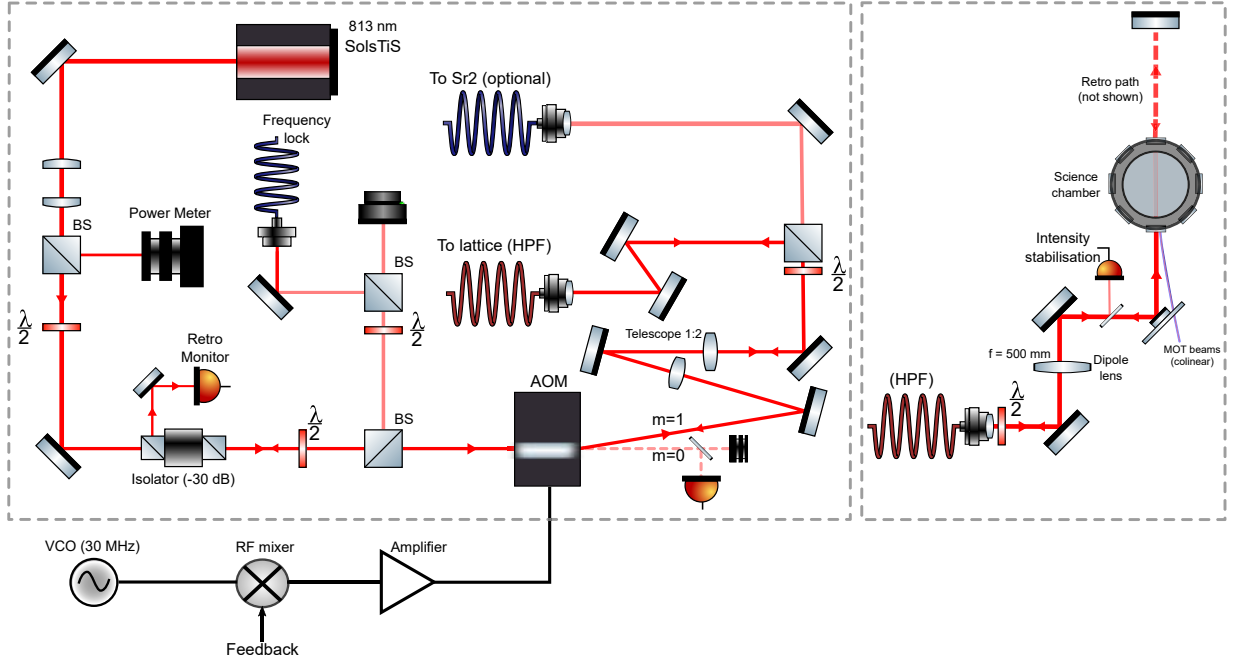 813 nm
SolsTiS
To Sr2 (optional)
Frequency
lock
BS
Power Meter
To lattice (HPF)
BS
λ/2
λ/2
λ/2
Retro
Monitor
Telescope 1:2
AOM
λ/2
BS
m=1
m=0
Isolator (-30 dB)
VCO (30 MHz)
RF mixer
Amplifier
Feedback
Retro path
(not shown)
Science
chamber
Intensity
stabilisation
MOT beams
(colinear)
f = 500 mm
Dipole
lens
(HPF)
λ/2